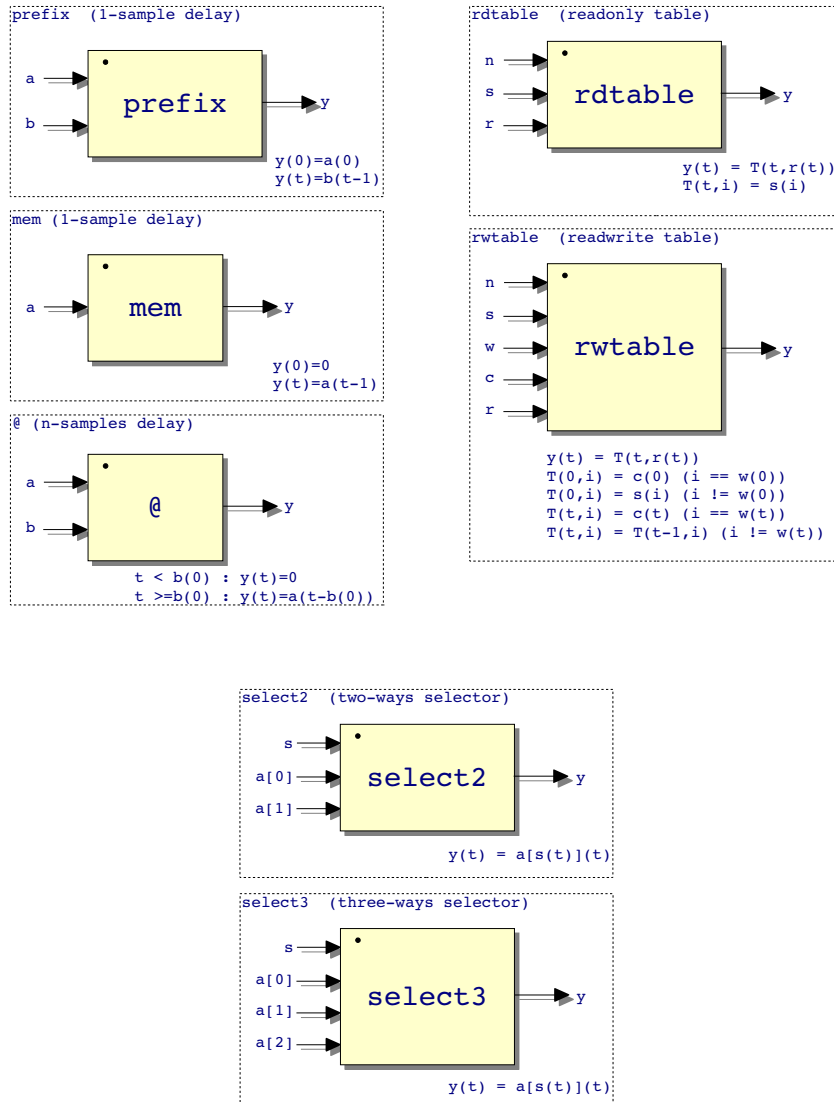 prefix  (1-sample delay)
a
b
prefix
y
y(0)=a(0)
y(t)=b(t-1)
mem (1-sample delay)
a
mem
y
y(0)=0
y(t)=a(t-1)
@ (n-samples delay)
a
b
@
y
t < b(0) : y(t)=0
t >=b(0) : y(t)=a(t-b(0))
rdtable  (readonly table)
n
s
r
rdtable
y
y(t) = T(t,r(t))
T(t,i) = s(i)
rwtable  (readwrite table)
n
s
w
c
r
rwtable
y
y(t) = T(t,r(t))
T(0,i) = c(0) (i == w(0))
T(0,i) = s(i) (i != w(0))
T(t,i) = c(t) (i == w(t))
T(t,i) = T(t-1,i) (i != w(t))
select2  (two-ways selector)
s
a[0]
a[1]
select2
y
y(t) = a[s(t)](t)
select3  (three-ways selector)
s
a[0]
a[1]
a[2]
select3
y
y(t) = a[s(t)](t)